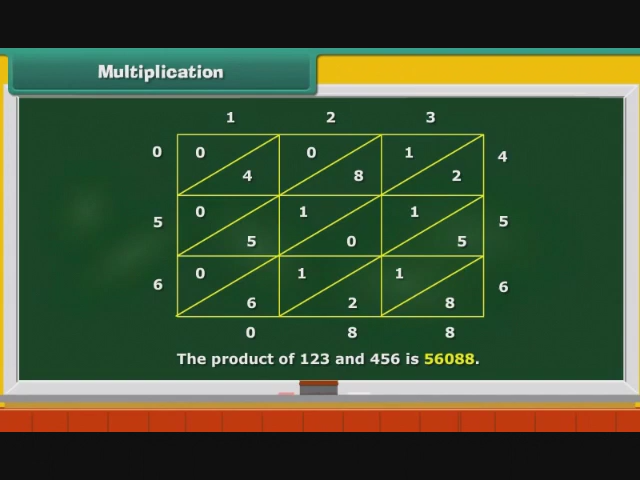 Multiplication
1 2 3
0 0 0 1 4
4 8 2
5 0 1 1 5
5 0 5
6 0 1 1 6
6 2 8
0 8 8
The product of 123 and 456 is 56088.